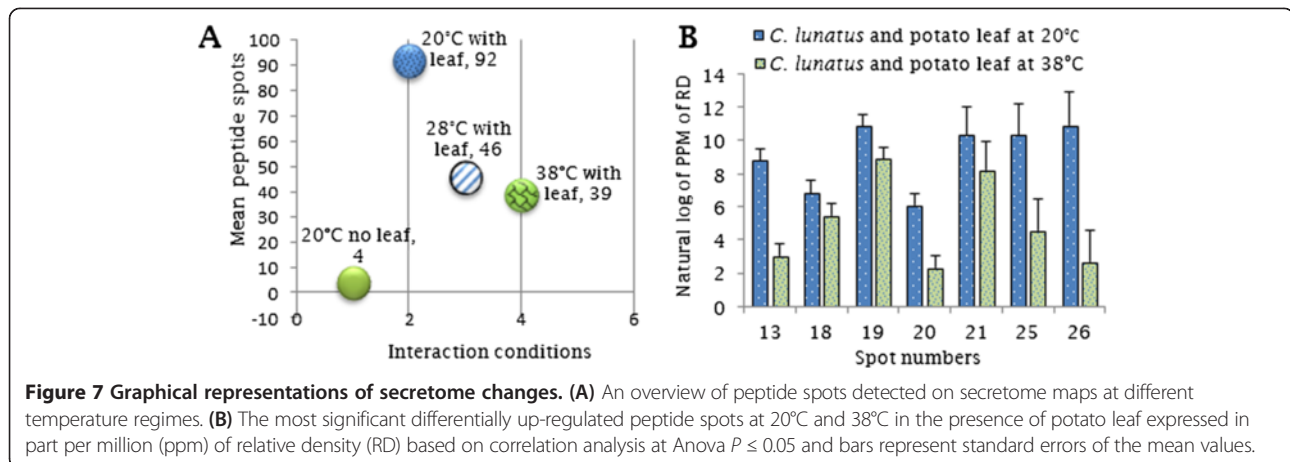 A
100
90
80
70
60
50
40
30
20
10
0
-10
Mean peptide spots
20°C with
leaf, 92
28°C with
leaf, 46
38°C with
leaf, 39
20°C no leaf,
4
0
2
4
6
Interaction conditions
B
C. lunatus and potato leaf at 20°c
C. lunatus and potato leaf at 38°C
14
12
10
8
6
4
2
0
Natural log of PPM of RD
13 18 19 20 21 25 26
Spot numbers
Figure 7 Graphical representations of secretome changes. (A) An overview of peptide spots detected on secretome maps at different
temperature regimes. (B) The most significant differentially up-regulated peptide spots at 20°C and 38°C in the presence of potato leaf expressed in
part per million (ppm) of relative density (RD) based on correlation analysis at Anova P ≤ 0.05 and bars represent standard errors of the mean values.